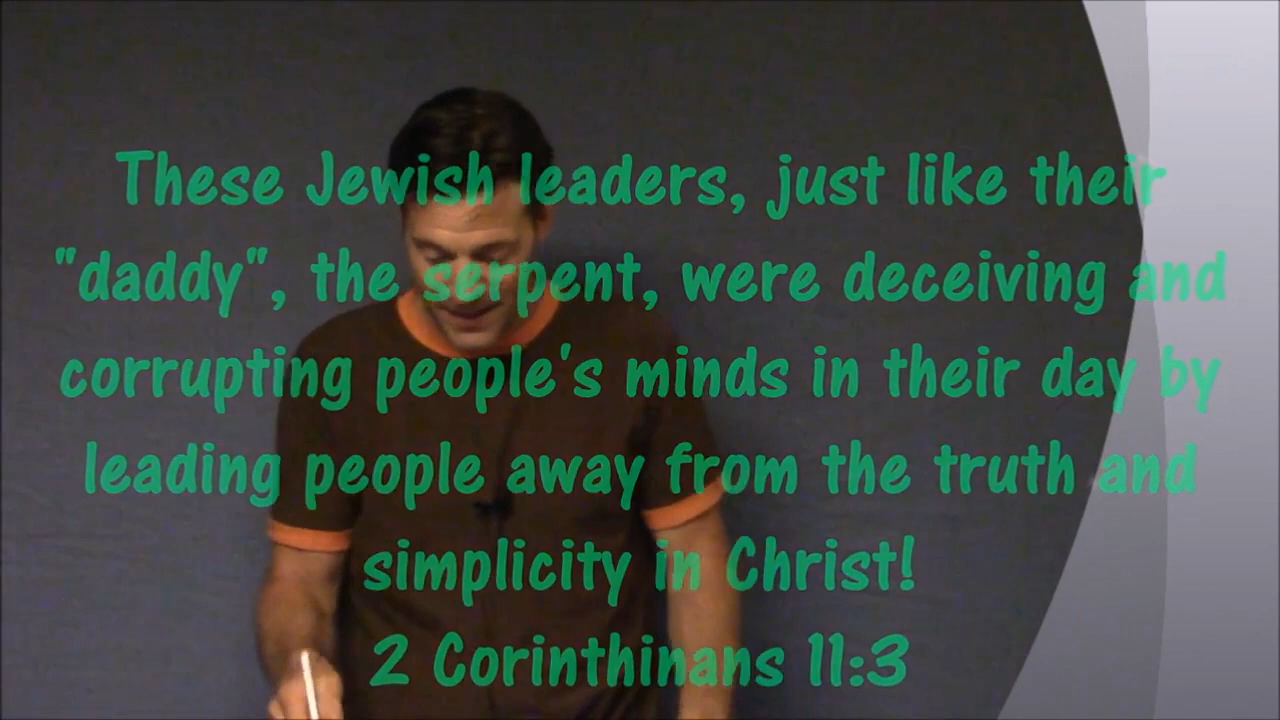 These Jewish leaders, just like their
"daddy", the serpent, were deceiving and
corrupting people's minds in their day by
leading people away from the truth and
simplicity in Christ!
2 Corinthinans 11:3